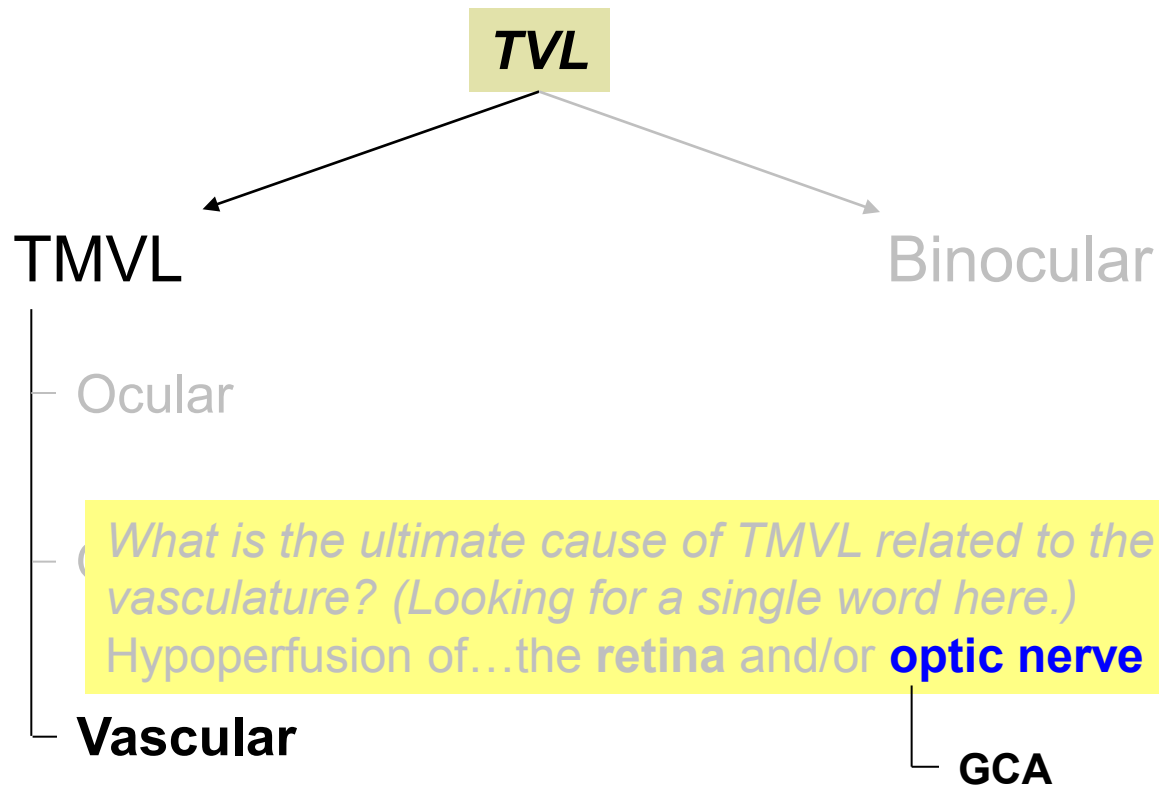 TVL
TMVL
Binocular
Ocular
What is the ultimate cause of TMVL related to the
vasculature? (Looking for a single word here.)
Hypoperfusion of…the retina and/or optic nerve
Vascular
GCA